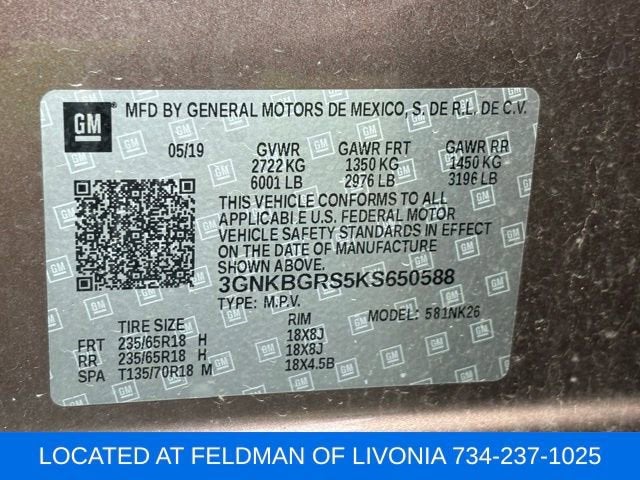 GM
MFD BY GENERAL MOTORS DE MEXICO, S. DE R.L. DE C.V.
05/19 GVWR GAWR FRT GAWR RR
2722 KG 1350 KG 1450 KG
6001 LB 2976 LB 3196 LB
THIS VEHICLE CONFORMS TO ALL
APPLICABLE U.S. FEDERAL MOTOR
VEHICLE SAFETY STANDARDS IN EFFECT
ON THE DATE OF MANUFACTURE
SHOWN ABOVE.
3GNKBGRS5KS650588
TYPE: M.P.V. MODEL: 581NK26
TIRE SIZE RIM
FRT 235/65R18 H 18X8J
RR 235/65R18 H 18X8J
SPA T135/70R18 M 18X4.5B
LOCATED AT FELDMAN OF LIVONIA 734-237-1025